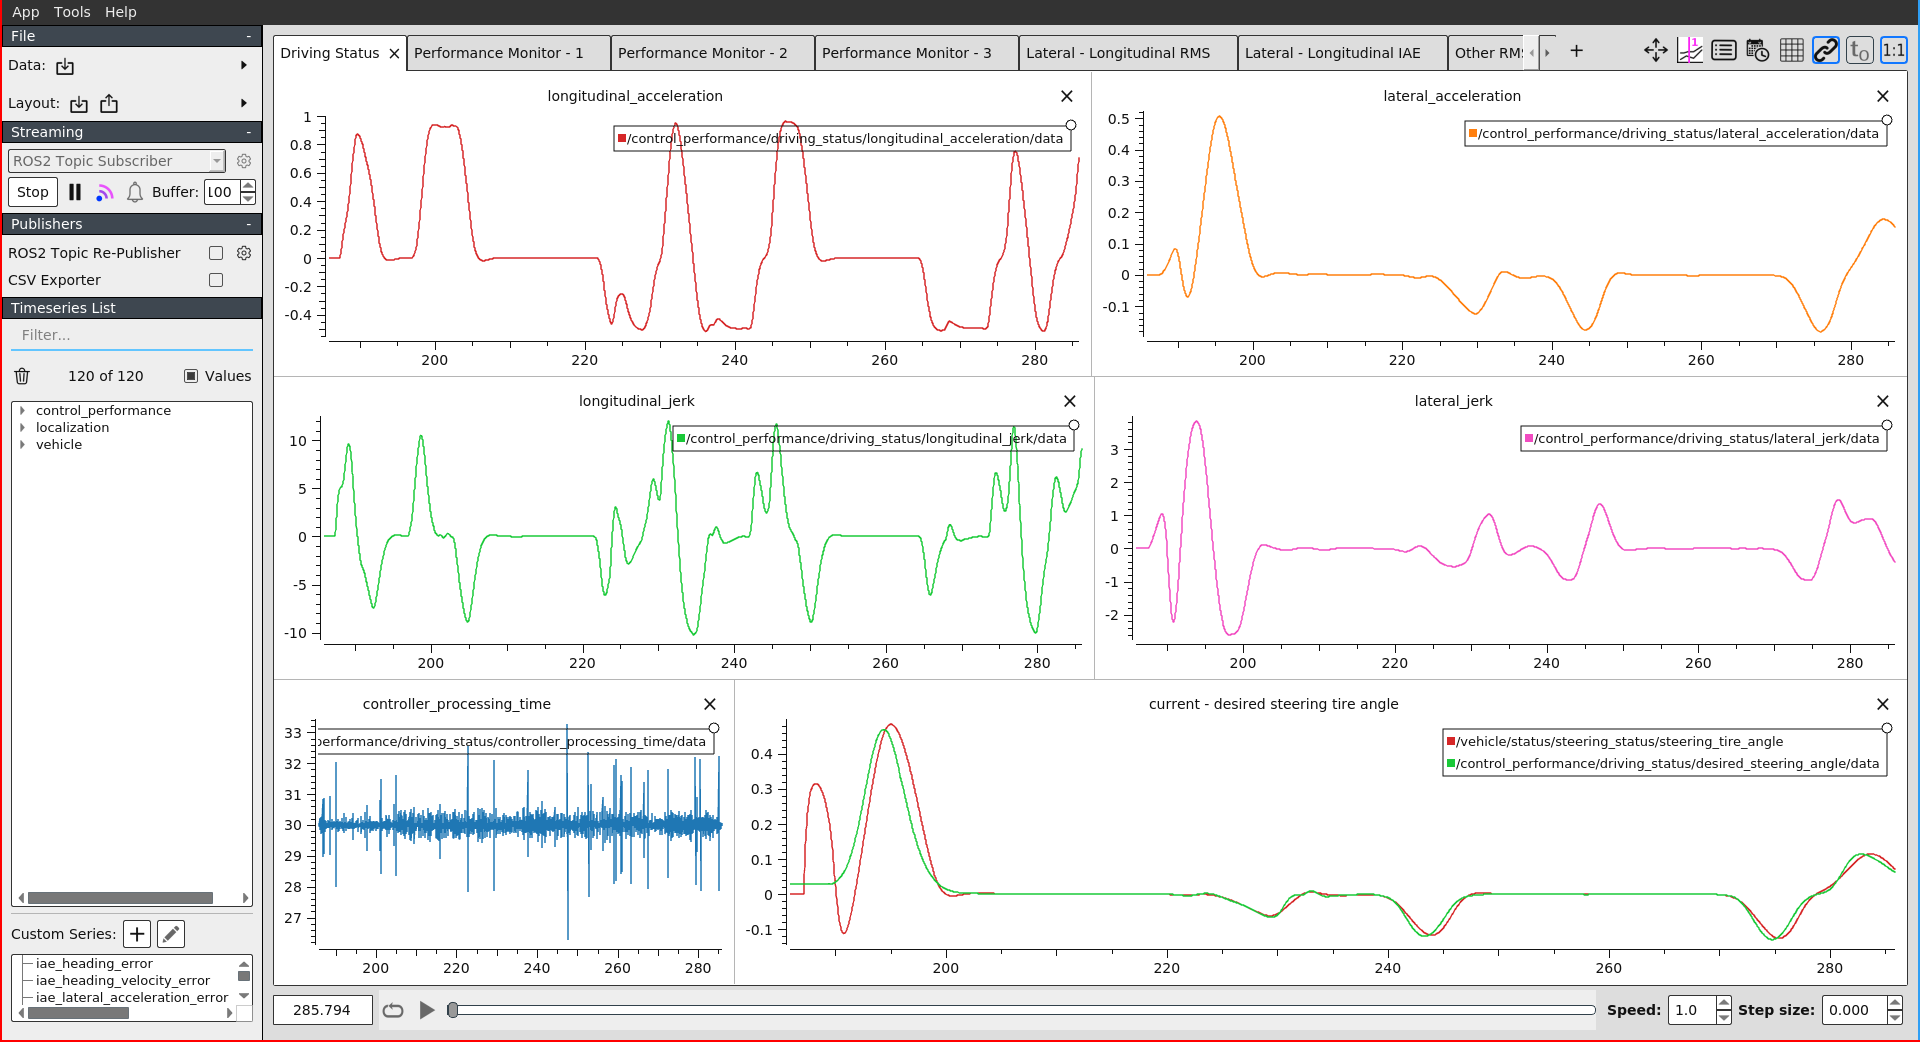 App Tools Help
File -
Data:
Layout:
Streaming -
ROS2 Topic Subscriber
Stop Buffer: 100
Publishers -
ROS2 Topic Re-Publisher
CSV Exporter
Timeseries List
Filter...
120 of 120 Values
control_performance
localization
vehicle
Custom Series:
iae_heading_error
iae_heading_velocity_error
iae_lateral_acceleration_error
Driving Status Performance Monitor - 1 Performance Monitor - 2 Performance Monitor - 3 Lateral - Longitudinal RMS Lateral - Longitudinal IAE Other RMS + t0 1:1
longitudinal_acceleration
/control_performance/driving_status/longitudinal_acceleration/data
1
0.8
0.6
0.4
0.2
0
-0.2
-0.4
200 220 240 260 280
lateral_acceleration
/control_performance/driving_status/lateral_acceleration/data
0.5
0.4
0.3
0.2
0.1
0
-0.1
200 220 240 260 280
longitudinal_jerk
/control_performance/driving_status/longitudinal_jerk/data
10
5
0
-5
-10
200 220 240 260 280
lateral_jerk
/control_performance/driving_status/lateral_jerk/data
3
2
1
0
-1
-2
200 220 240 260 280
controller_processing_time
performance/driving_status/controller_processing_time/data
33
32
31
30
29
28
27
200 220 240 260 280
current - desired steering tire angle
/vehicle/status/steering_status/steering_tire_angle
/control_performance/driving_status/desired_steering_angle/data
0.4
0.3
0.2
0.1
0
-0.1
200 220 240 260 280
285.794 Speed: 1.0 Step size: 0.000